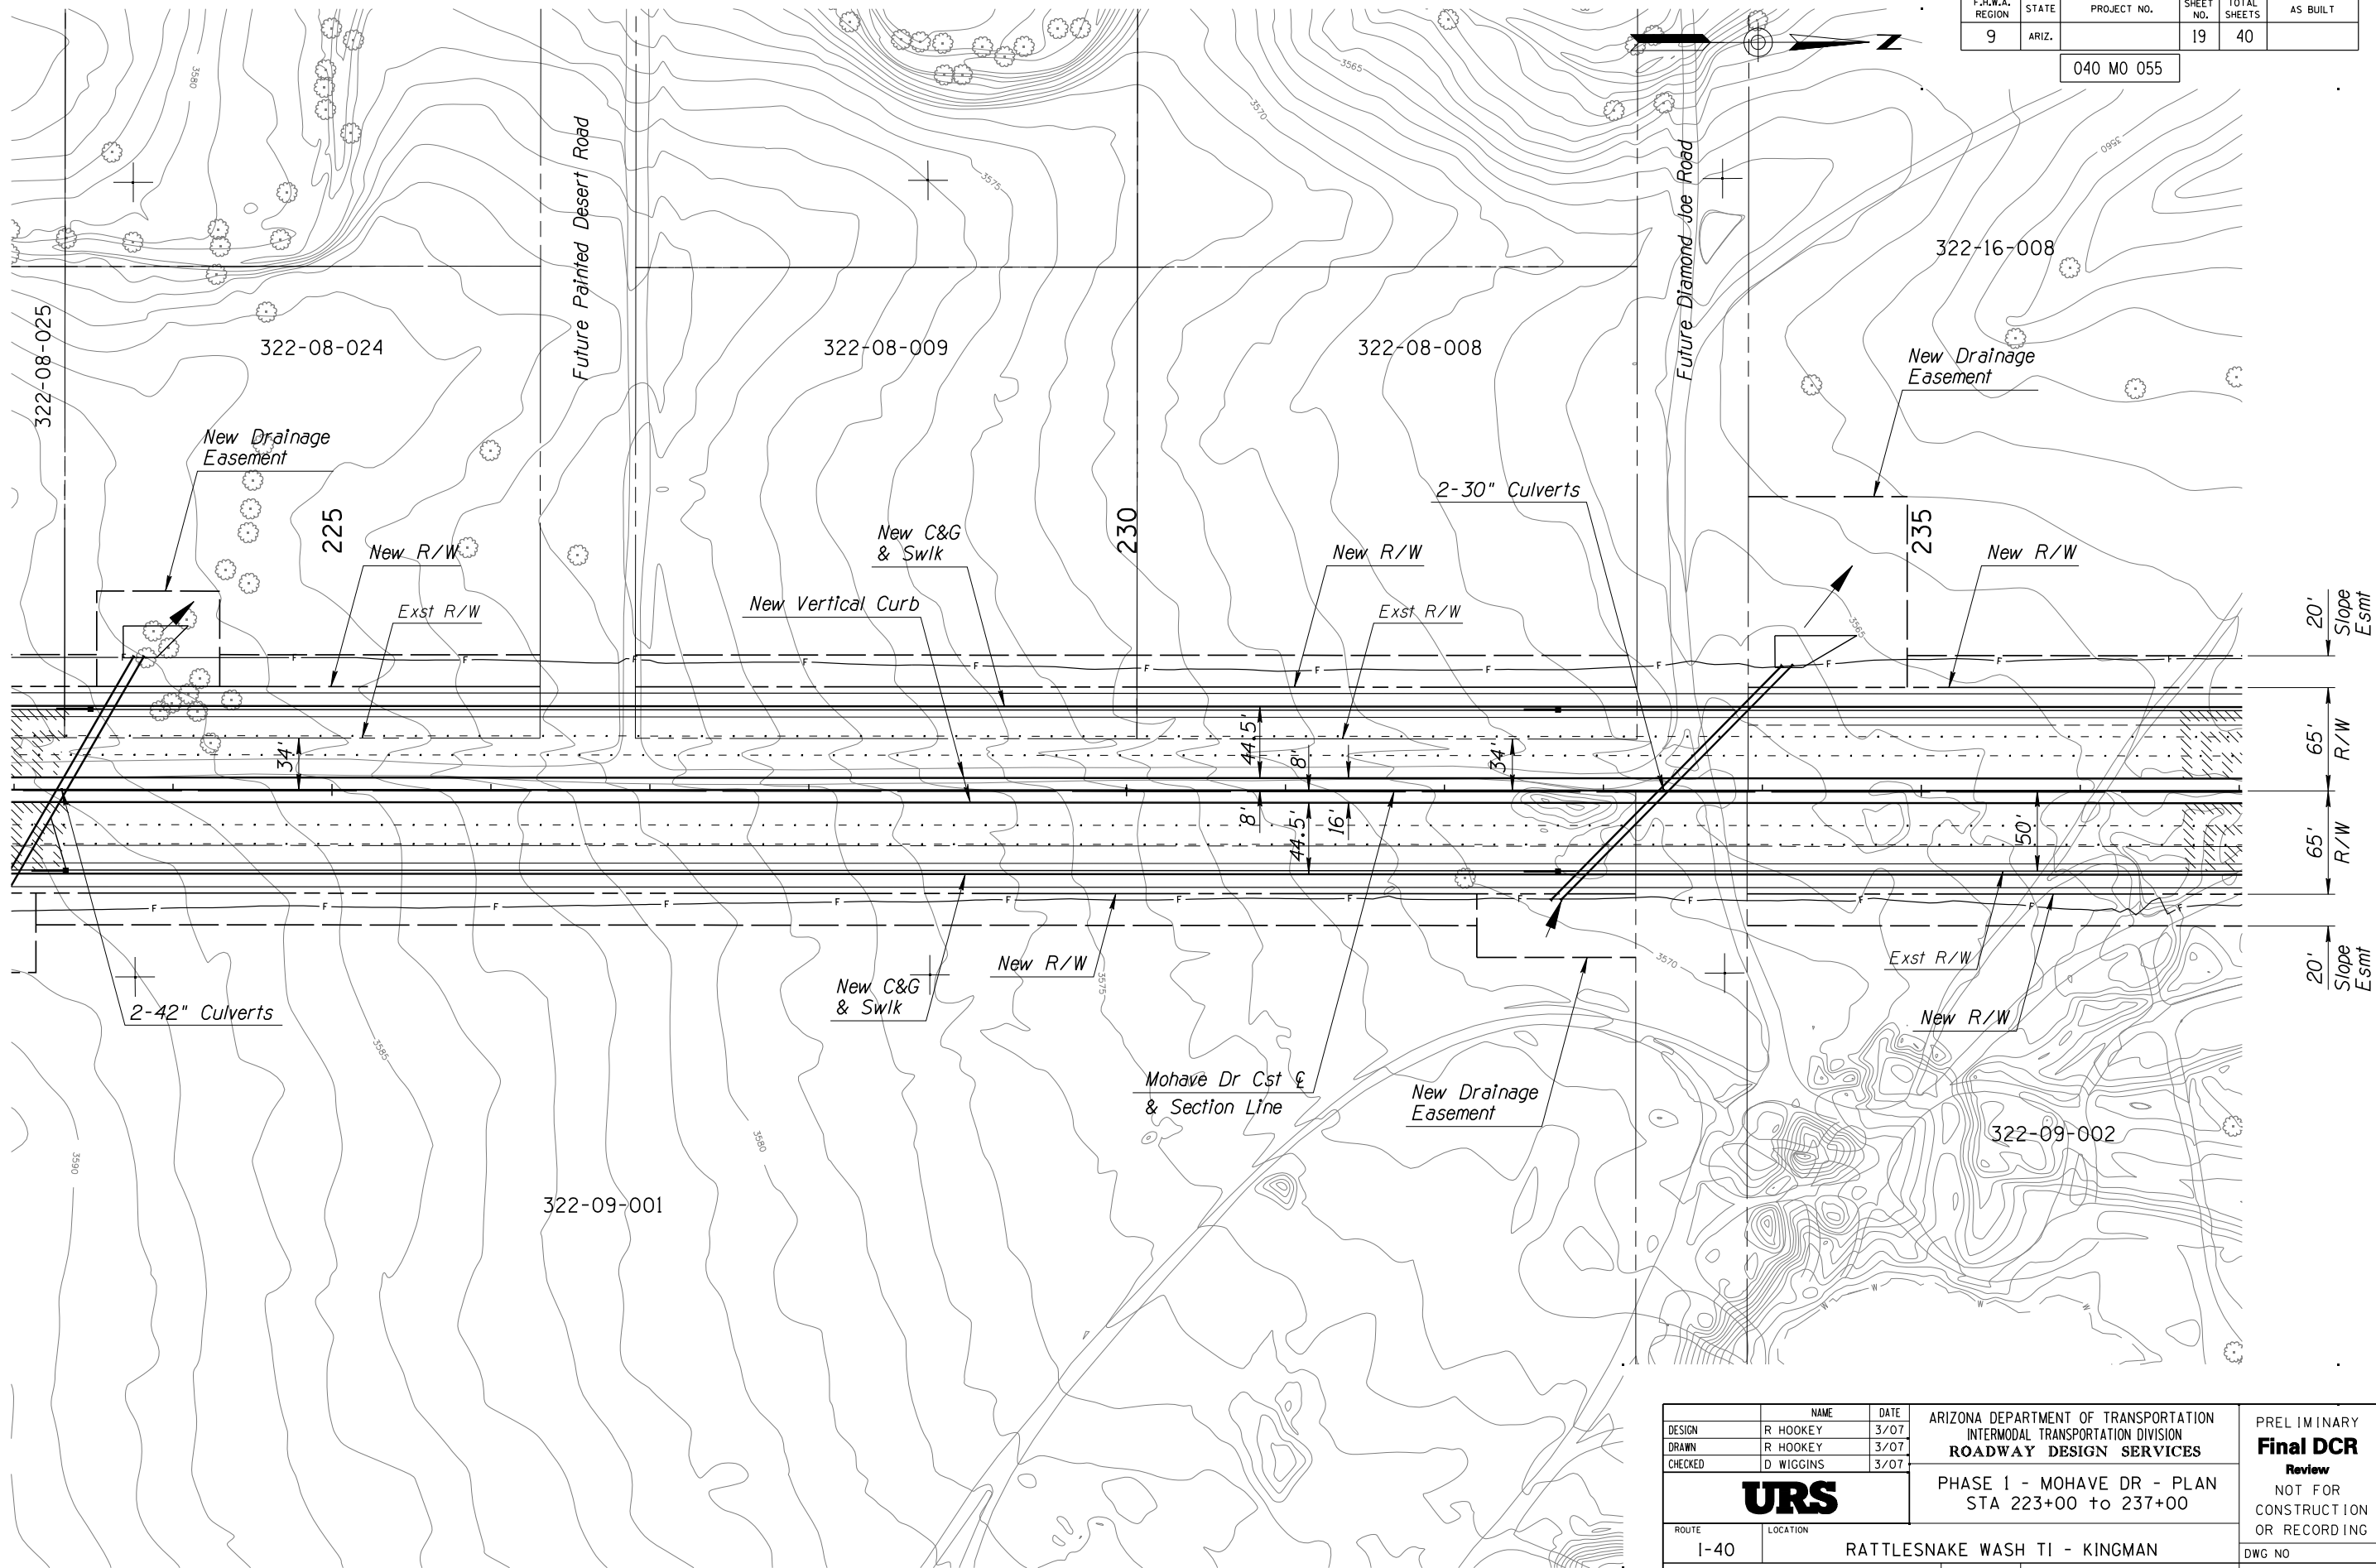 F.H.W.A. REGION STATE PROJECT NO. SHEET NO. TOTAL SHEETS AS BUILT
9 ARIZ. 19 40
040 MO 055
Z
3580
3565
3570
3575
3560
Future Painted Desert Road
Future Diamond Joe Road
322-16-008
322-08-025
322-08-024
322-08-009
322-08-008
New Drainage
Easement
New Drainage
Easement
2-30" Culverts
225
230
235
New R/W
New C&G
& Swlk
New R/W
New R/W
New Vertical Curb
Exst R/W
Exst R/W
3565
20'
Slope
Esmt
F F F F F F F F F F F F F
34'
44.5'
8'
34'
65'
R/W
8'
44.5'
16'
50'
65'
R/W
F F F F F F F F F F F F F
20'
Slope
Esmt
2-42" Culverts
New C&G
& Swlk
New R/W
3575
3570
Exst R/W
New R/W
3585
Mohave Dr Cst ℄
& Section Line
New Drainage
Easement
3590
3580
322-09-002
322-09-001
W W W W
NAME DATE
DESIGN R HOOKEY 3/07
DRAWN R HOOKEY 3/07
CHECKED D WIGGINS 3/07
URS
ARIZONA DEPARTMENT OF TRANSPORTATION
INTERMODAL TRANSPORTATION DIVISION
ROADWAY DESIGN SERVICES
PHASE 1 - MOHAVE DR - PLAN
STA 223+00 to 237+00
PRELIMINARY
Final DCR
Review
NOT FOR
CONSTRUCTION
OR RECORDING
ROUTE LOCATION
I-40 RATTLESNAKE WASH TI - KINGMAN
DWG NO